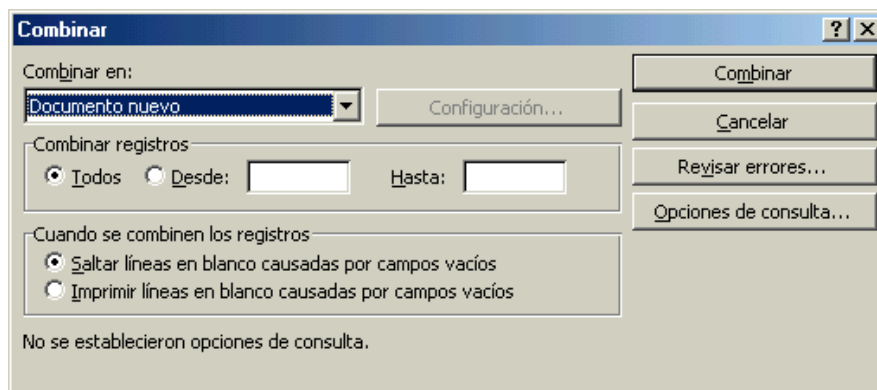 Combinar
Combinar en:
Documento nuevo
Configuración...
Combinar registros
Todos
Desde:
Hasta:
Cuando se combinen los registros
Saltar líneas en blanco causadas por campos vacíos
Imprimir líneas en blanco causadas por campos vacíos
No se establecieron opciones de consulta.
Combinar
Cancelar
Revisar errores...
Opciones de consulta...